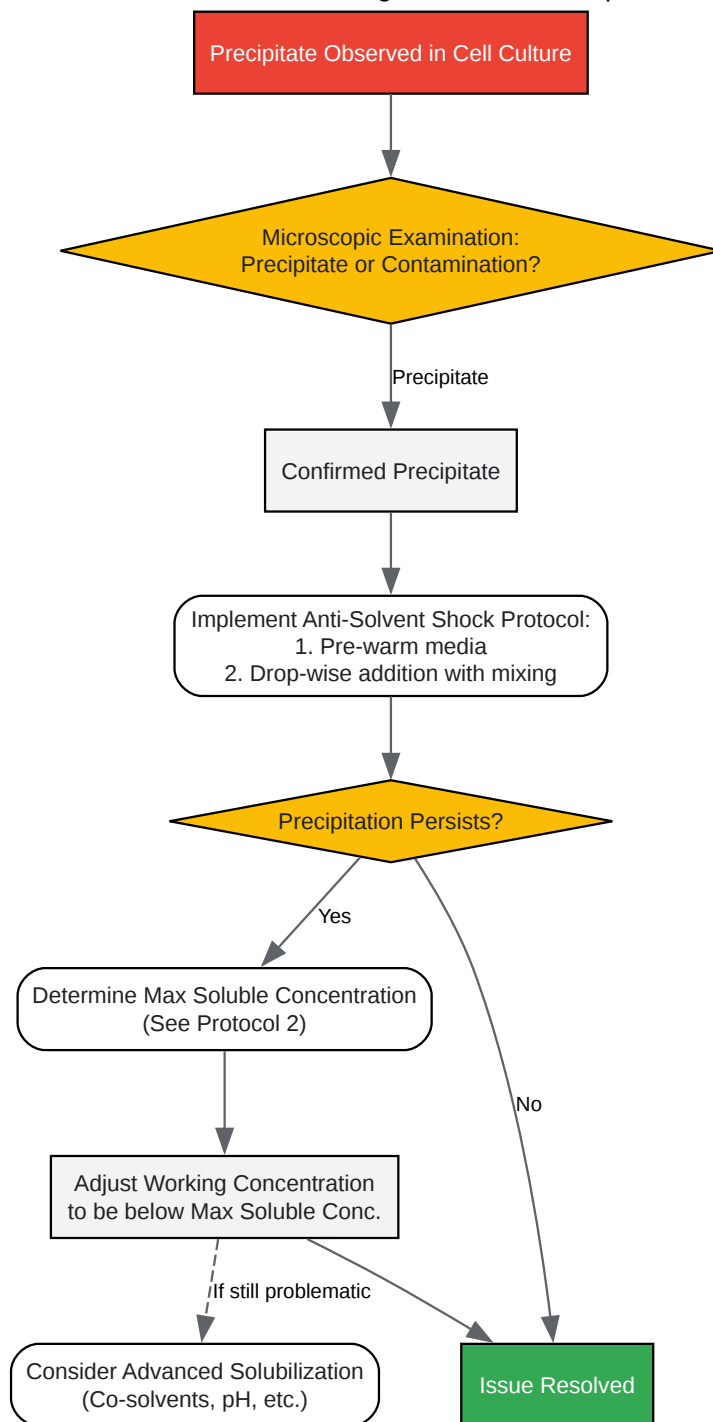 Precipitate Observed in Cell Culture
Microscopic Examination:
Precipitate or Contamination?
Precipitate
Confirmed Precipitate
Implement Anti-Solvent Shock Protocol:
1. Pre-warm media
2. Drop-wise addition with mixing
Precipitation Persists?
Yes
Determine Max Soluble Concentration
(See Protocol 2)
No
Adjust Working Concentration
to be below Max Soluble Conc.
If still problematic
Consider Advanced Solubilization
(Co-solvents, pH, etc.)
Issue Resolved